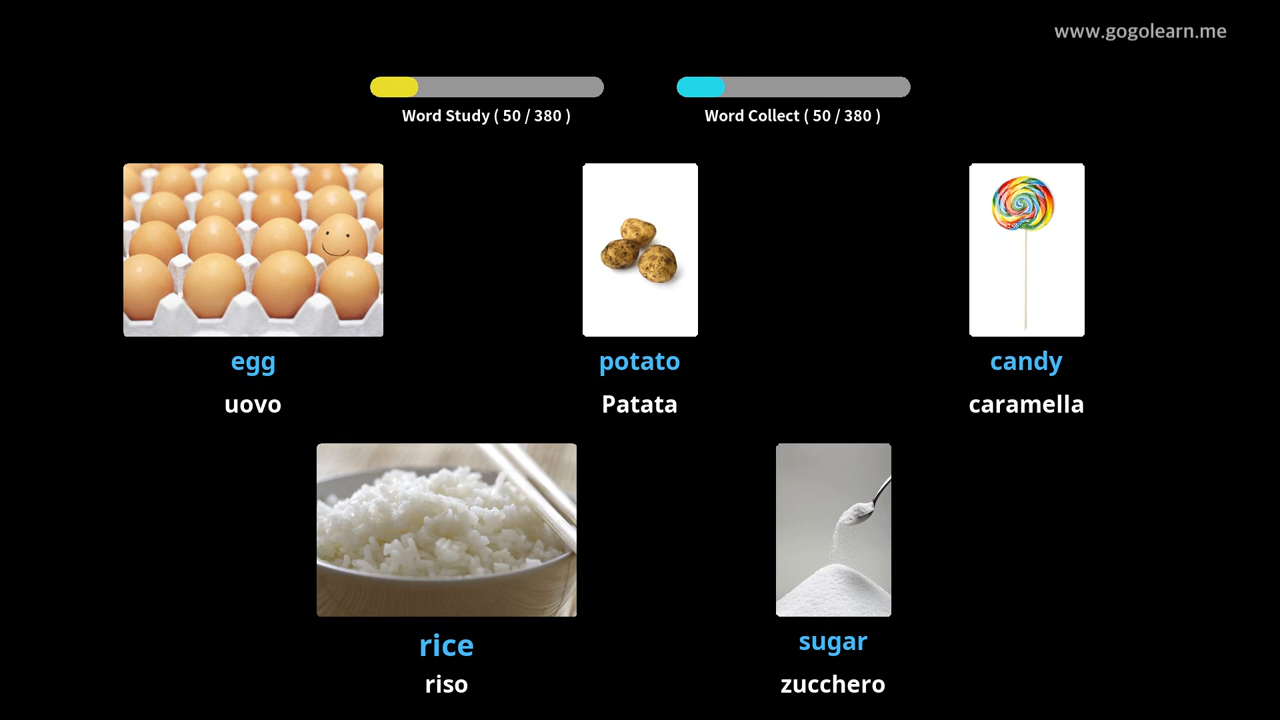 www.gogolearn.me
Word Study ( 50 / 380 )
Word Collect ( 50 / 380 )
egg
potato
candy
uovo
Patata
caramella
rice
sugar
riso
zucchero